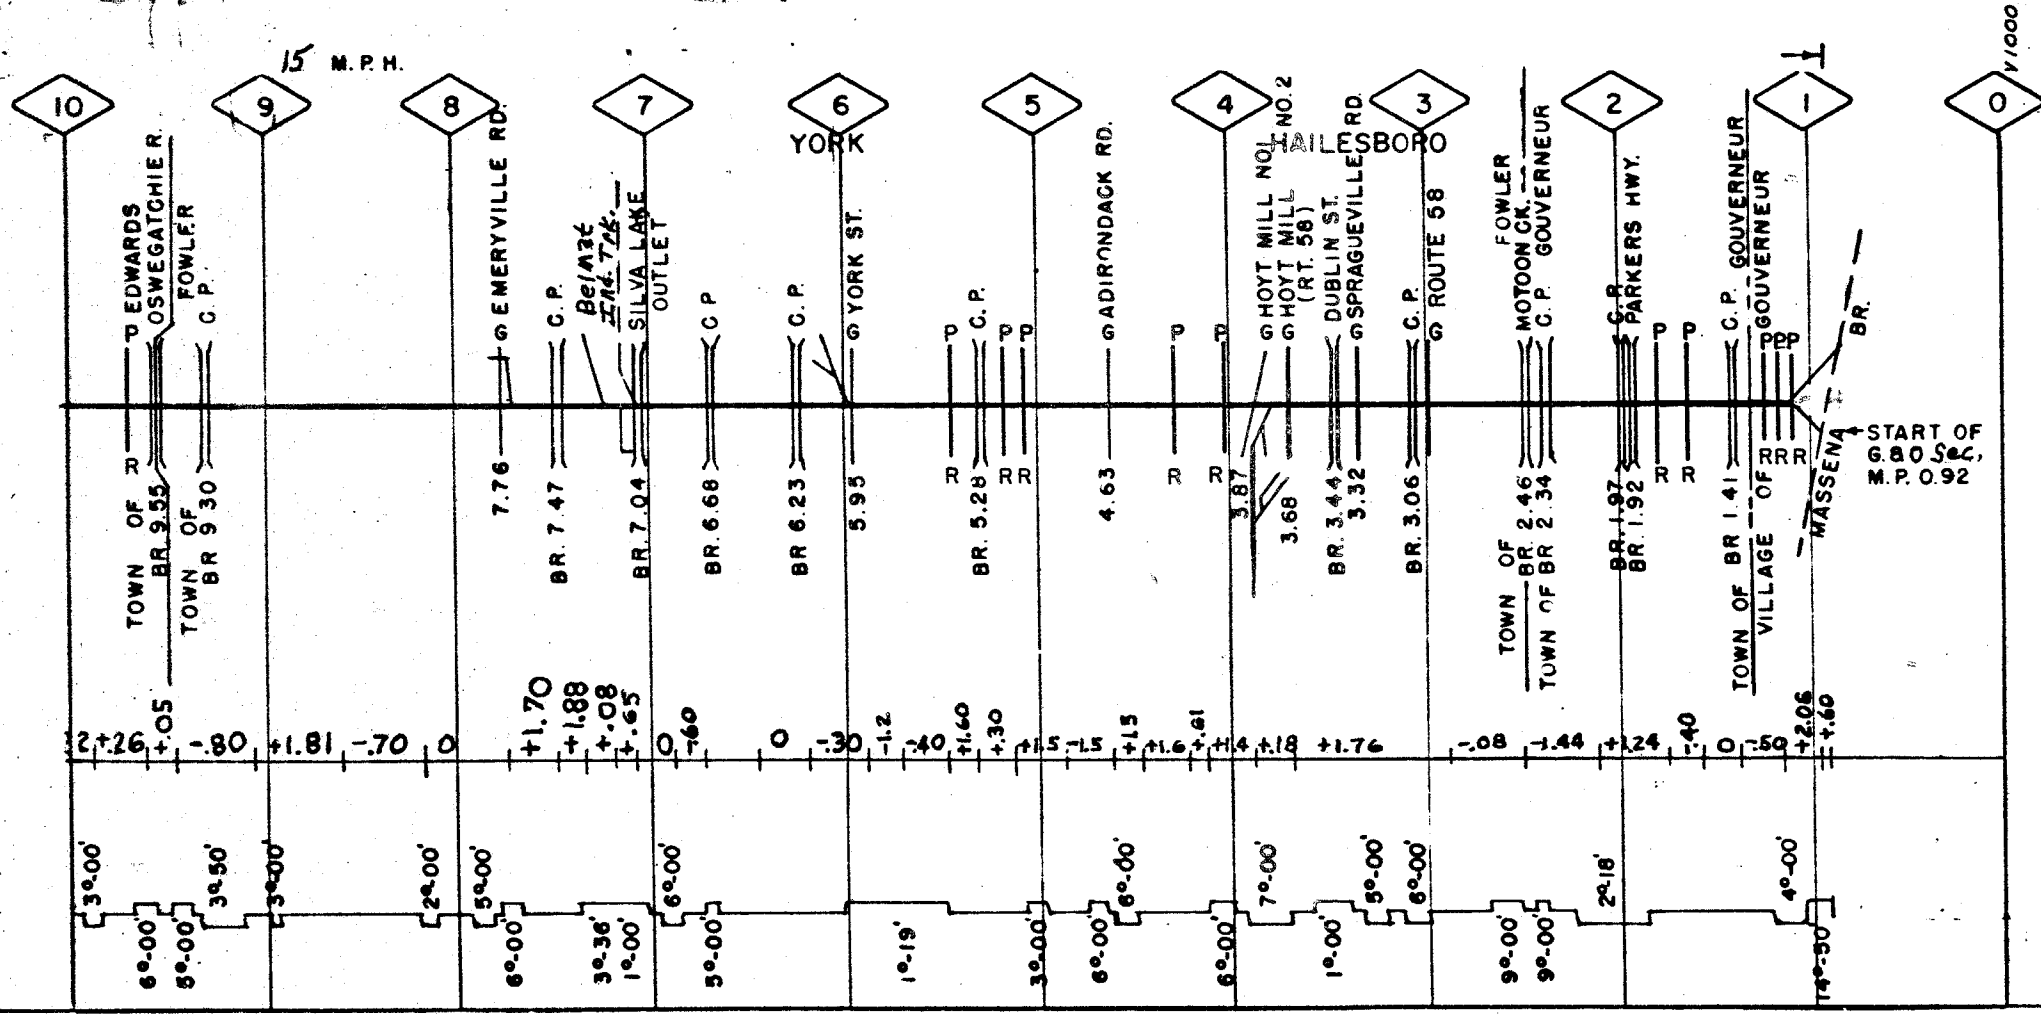 15 M.P.H.
V1000
10
9
8
7
6
5
4
3
2
1
0
YORK
HAILESBORO
P EDWARDS
OSWEGATCHIE R.
FOWLER
C. P.
G EMERYVILLE RD.
C. P.
Belmat
Ind. Trk.
SILVA LAKE
OUTLET
C P
C. P.
G YORK ST.
P
C. P.
P
P
G ADIRONDACK RD.
P
P
G HOYT MILL NO1
G HOYT MILL NO. 2
(RT. 58)
DUBLIN ST.
G SPRAGUEVILLE RD.
C. P.
G ROUTE 58
FOWLER
MOTOON CK.
C. P. GOUVERNEUR
C. P.
PARKERS HWY.
P
P
C. P. GOUVERNEUR
GOUVERNEUR
P P P
BR.
START OF
G.&O Sec,
M.P. 0.92
MASSENA
R
TOWN OF
BR 9.55
TOWN OF
BR 9 30
7.76
BR. 7.47
BR. 7.04
BR. 6.68
BR 6.23
5.95
R
BR. 5.28
R R
4.63
R
R
3.87
3.68
BR. 3.44
3.32
BR. 3.06
TOWN OF
BR. 2.46
TOWN OF BR 2.34
BR. 1.97
BR. 1.92
R
R
TOWN OF BR 1.41
VILLAGE OF
R R R
2 +.26 +.05 -.80 +1.81 -.70 0 +1.70 +1.88 +.08 +.65 0 -.60 0 -.30 -1.2 -.40 +1.60 +.30 +1.5 -1.5 +1.5 +1.6 +.61 +1.4 +.18 +1.76 -.08 -1.44 +1.24 -.40 0 -.50 +2.06 +.60
3°-00' 3°-50' 3°-00' 2°-00' 5°-00' 6°-00' 6°-00' 7°-00' 5°-00' 6°-00' 2°-18' 4°-00'
6°-00' 5°-00' 6°-00' 3°-36' 1°-00' 5°-00' 1°-19' 3°-00' 6°-00' 6°-00' 1°-00' 9°-00' 9°-00' 14°-50'